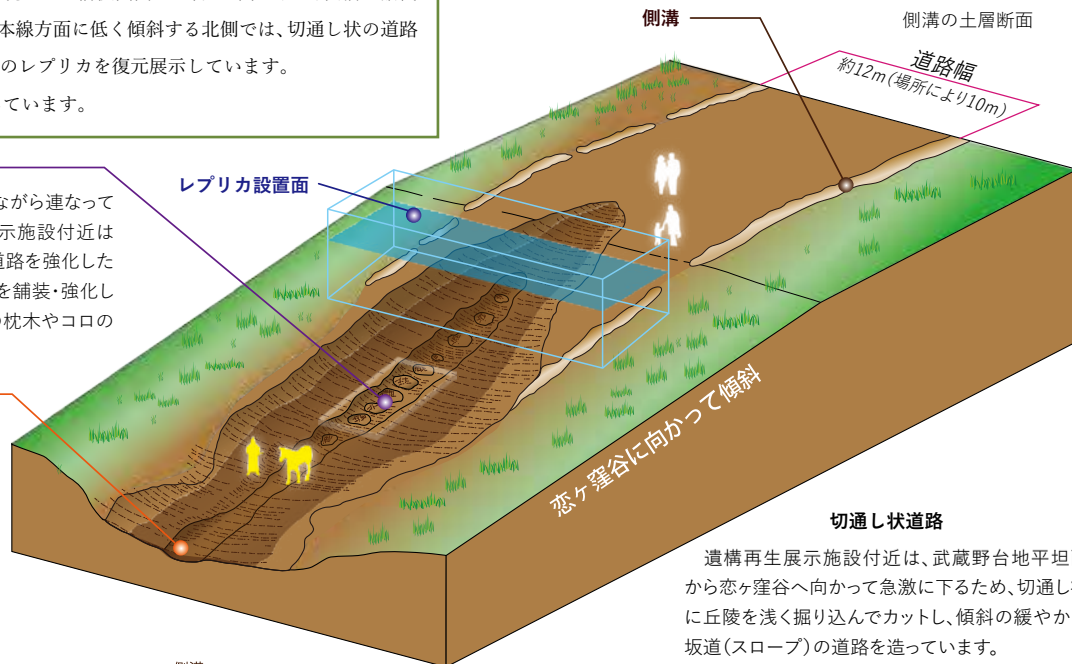 本線方面に低く傾斜する北側では、切通し状の道路
のレプリカを復元展示しています。
ています。
側溝
側溝の土層断面
道路幅
約12m(場所により10m)
レプリカ設置面
ながら連なって
示施設付近は
道路を強化した
を舗装・強化し
の枕木やコロの
恋ヶ窪谷に向かって傾斜
切通し状道路
遺構再生展示施設付近は、武蔵野台地平坦
から恋ヶ窪谷へ向かって急激に下るため、切通し
に丘陵を浅く掘り込んでカットし、傾斜の緩やか
坂道(スロープ)の道路を造っています。
側溝